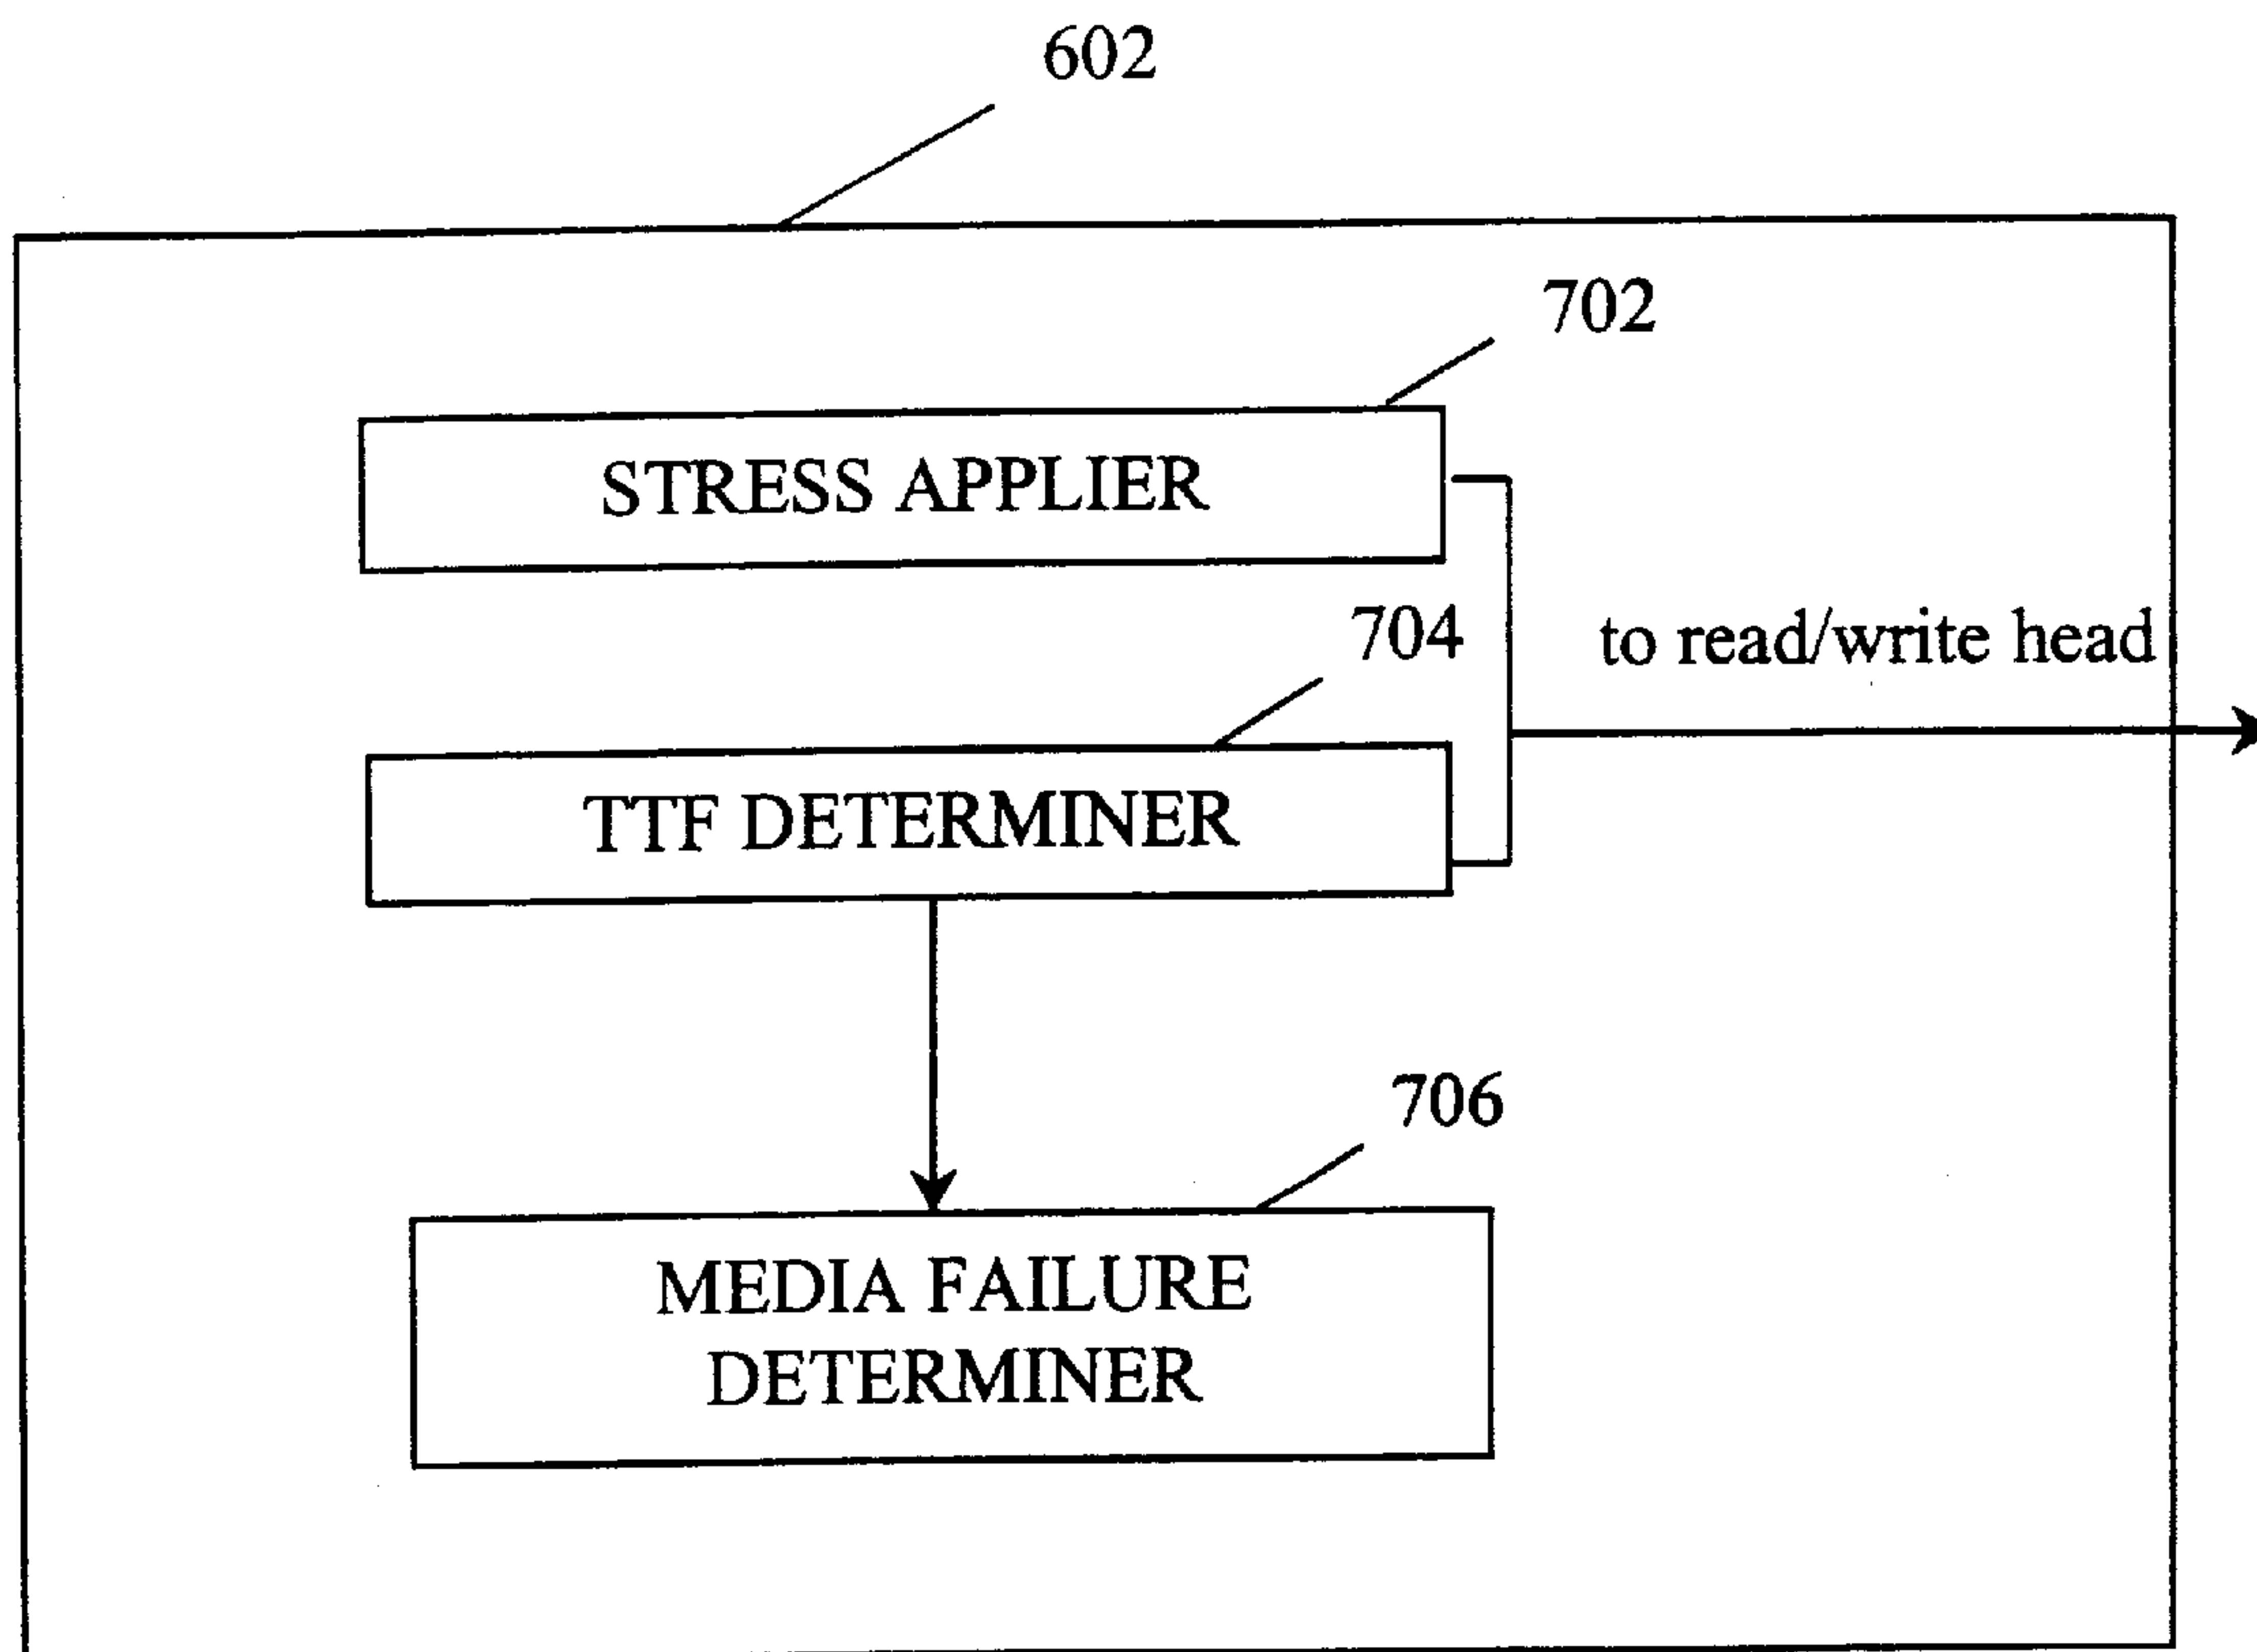 602
702
STRESS APPLIER
704
to read/write head
TTF DETERMINER
706
MEDIA FAILURE
DETERMINER